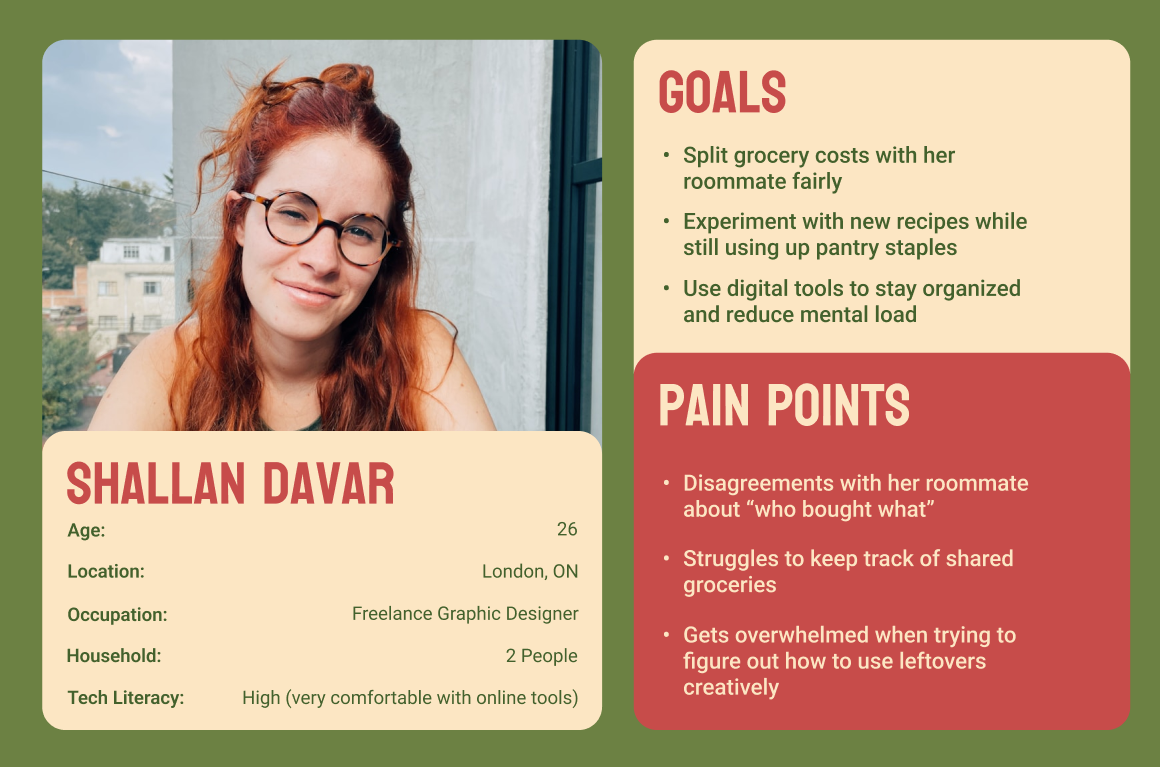 SHALLAN DAVAR
Age: 26
Location: London, ON
Occupation: Freelance Graphic Designer
Household: 2 People
Tech Literacy: High (very comfortable with online tools)
GOALS
• Split grocery costs with her
roommate fairly
• Experiment with new recipes while
still using up pantry staples
• Use digital tools to stay organized
and reduce mental load
PAIN POINTS
• Disagreements with her roommate
about “who bought what”
• Struggles to keep track of shared
groceries
• Gets overwhelmed when trying to
figure out how to use leftovers
creatively